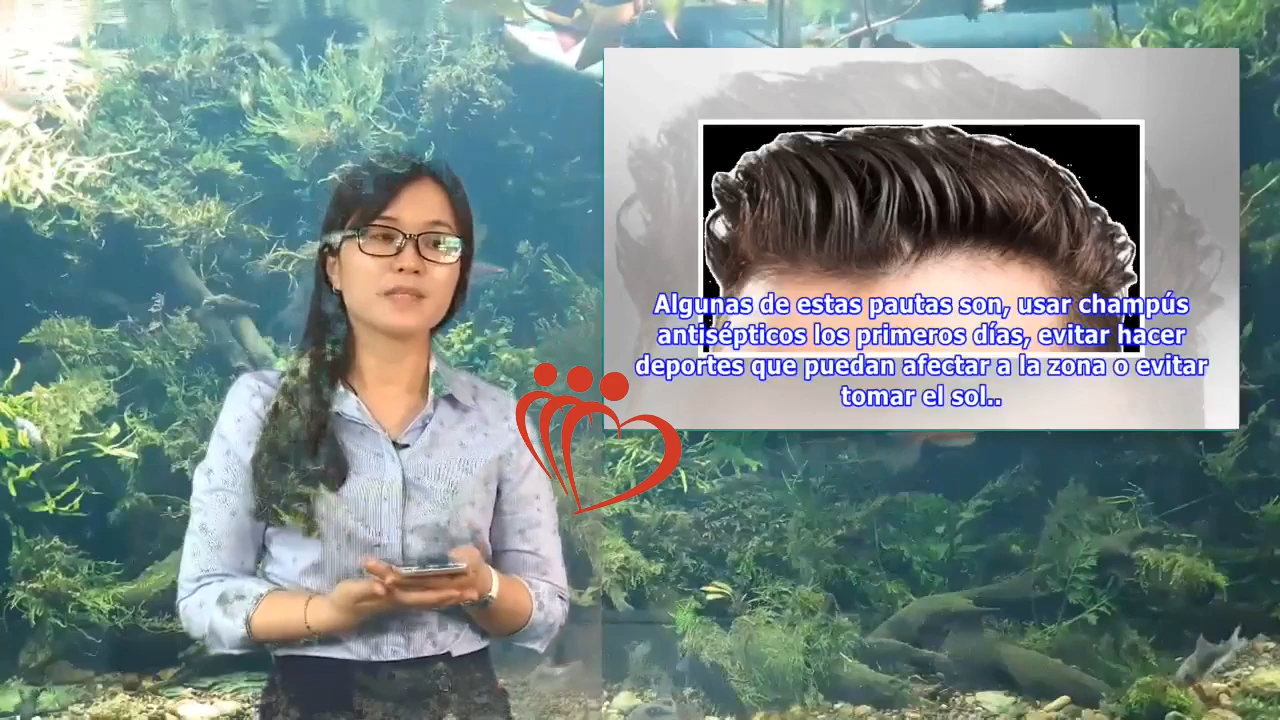 Algunas de estas pautas son, usar champús
antisépticos los primeros días, evitar hacer
deportes que puedan afectar a la zona o evitar
tomar el sol..